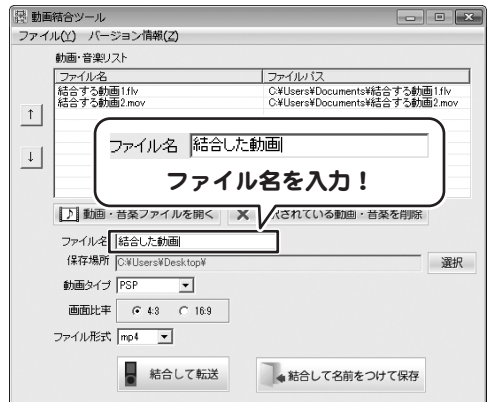 動画結合ツール
ファイル(Y) バージョン情報(Z)
動画・音楽リスト
ファイル名 ファイルパス
結合する動画1.flv C:¥Users¥Documents¥結合する動画1.flv
結合する動画2.mov C:¥Users¥Documents¥結合する動画2.mov
↑
↓
ファイル名 結合した動画
ファイル名を入力！
動画・音楽ファイルを開く 択されている動画・音楽を削除
ファイル名 結合した動画
保存場所 C:¥Users¥Desktop¥ 選択
動画タイプ PSP
画面比率 4:3 16:9
ファイル形式 mp4
結合して転送 結合して名前をつけて保存